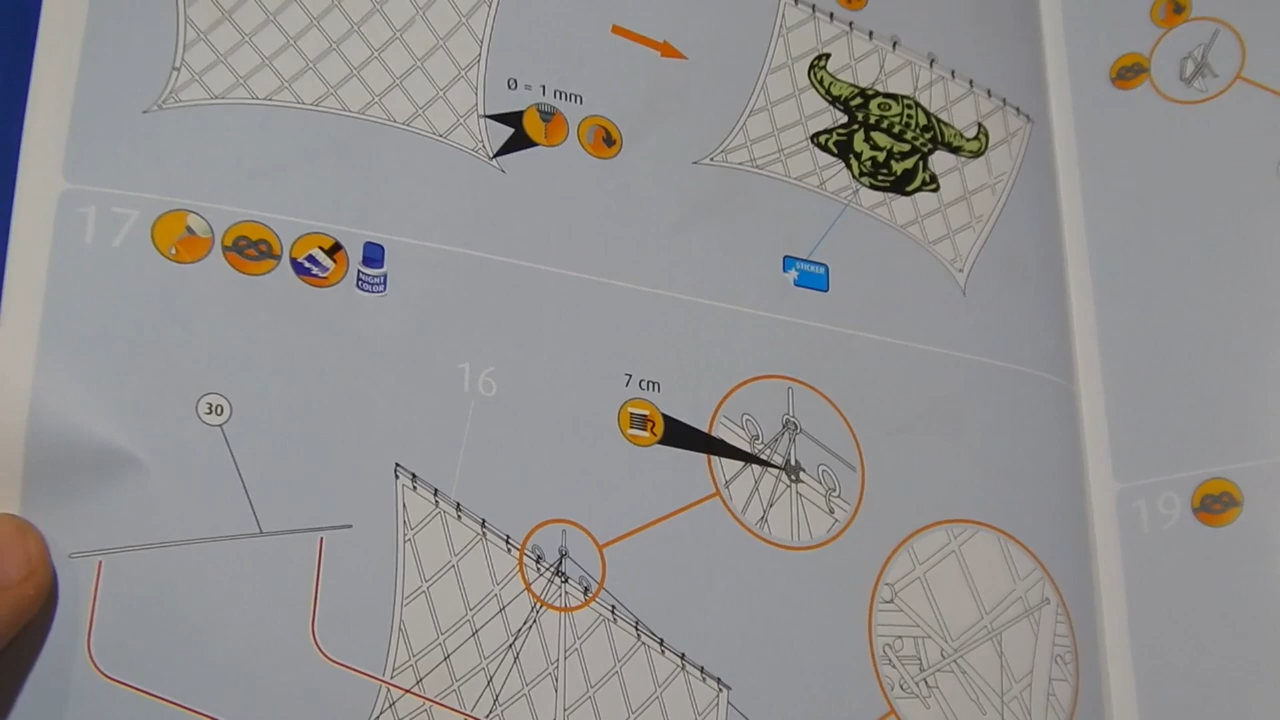 Ø = 1 mm
STICKER
17
NIGHT
COLOR
16
7 cm
30
19